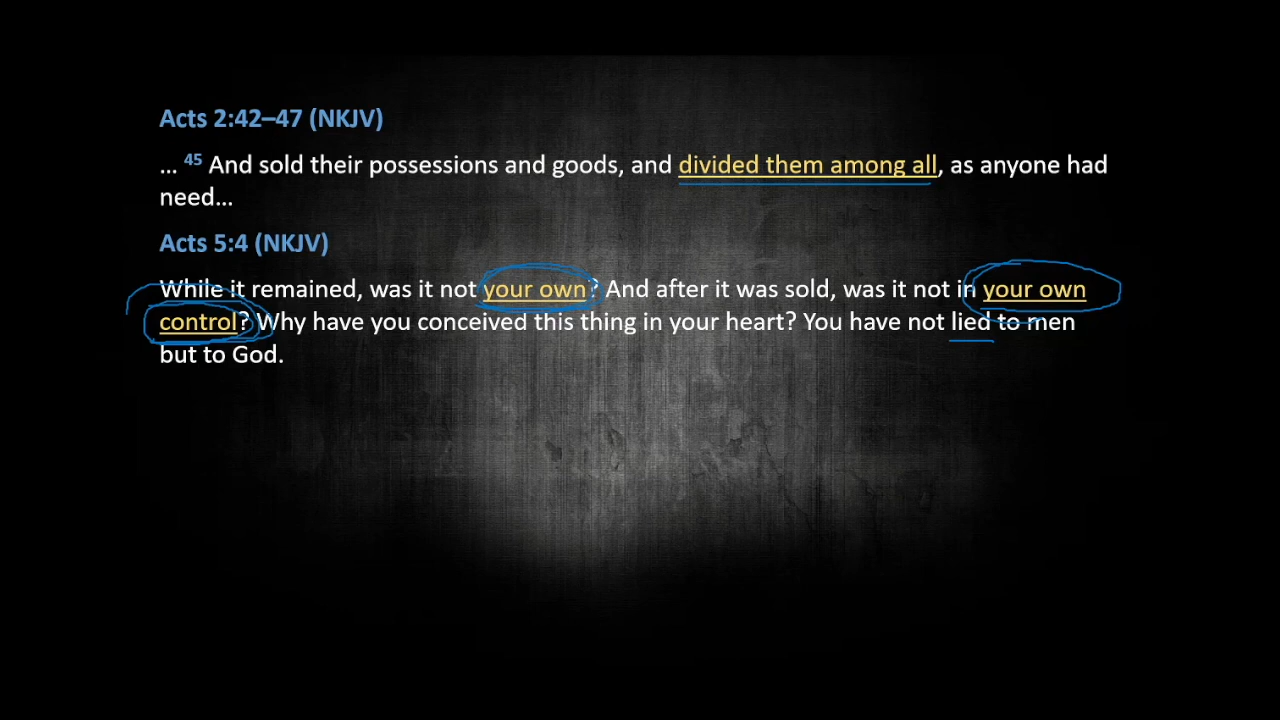 Acts 2:42–47 (NKJV)
... 45 And sold their possessions and goods, and divided them among all, as anyone had
need...
Acts 5:4 (NKJV)
While it remained, was it not your own? And after it was sold, was it not in your own
control? Why have you conceived this thing in your heart? You have not lied to men
but to God.